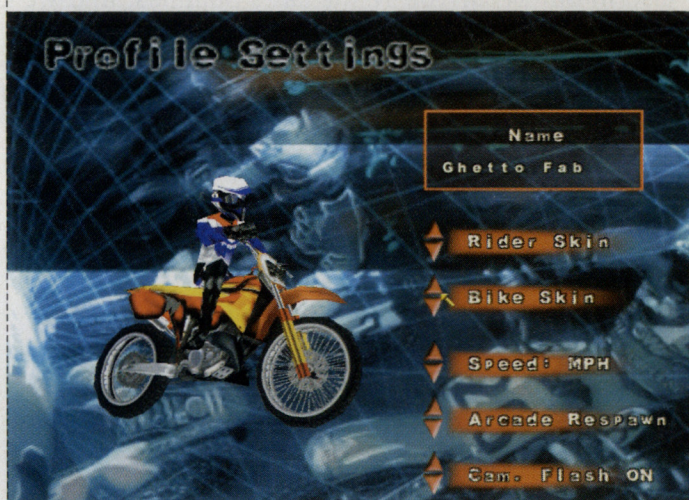 Profile Settings
Name
Ghetto Fab
Rider Skin
Bike Skin
Speed: MPH
Arcade Respawn
Cam. Flash ON